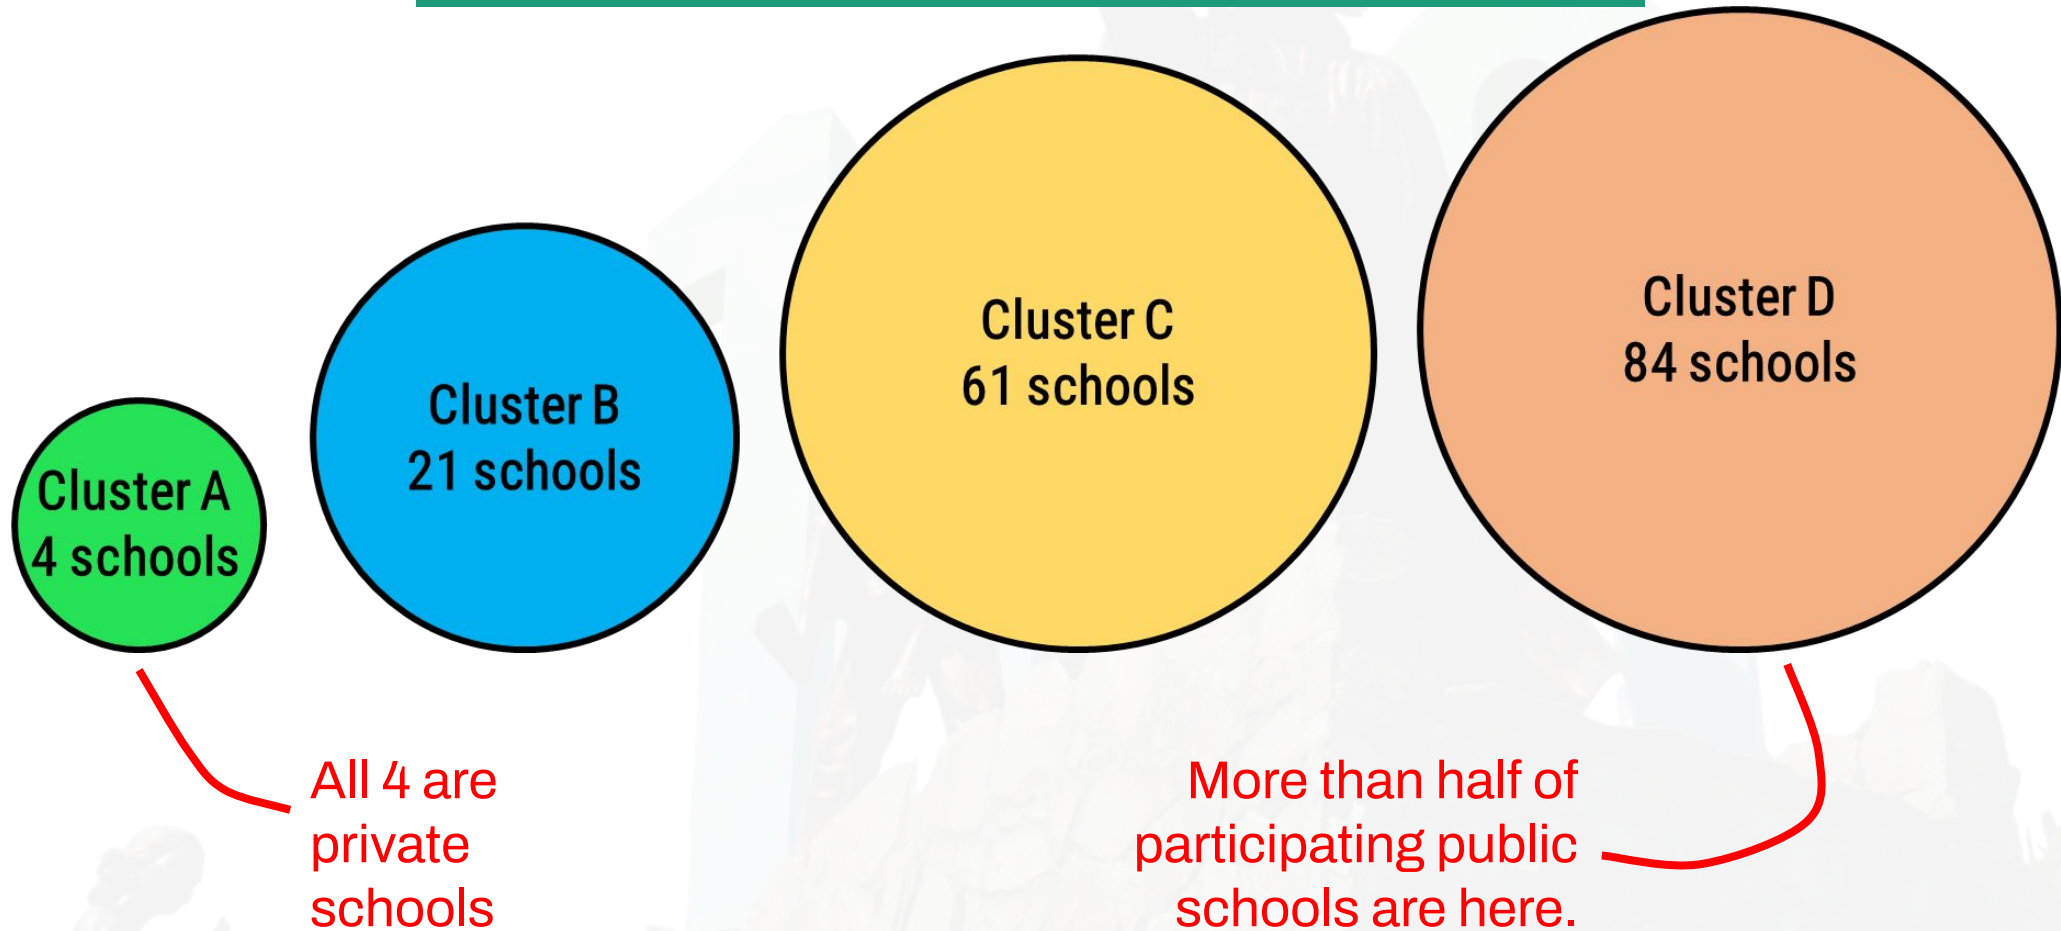 Cluster A
4 schools
Cluster B
21 schools
Cluster C
61 schools
Cluster D
84 schools
All 4 are
private
schools
More than half of
participating public
schools are here.